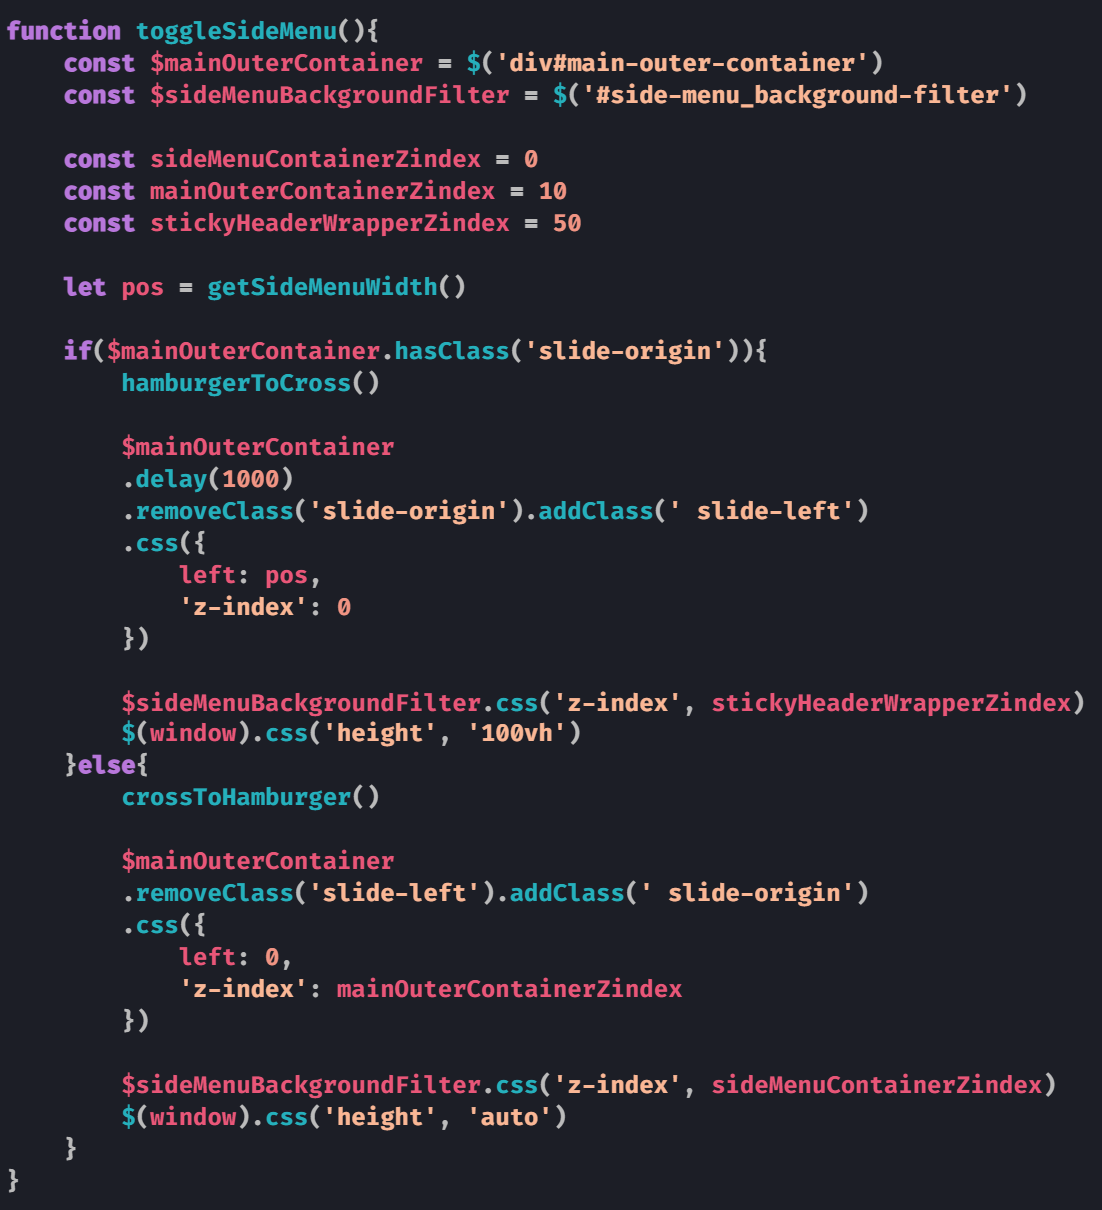 function toggleSideMenu(){
    const $mainOuterContainer = $('div#main-outer-container')
    const $sideMenuBackgroundFilter = $('#side-menu_background-filter')

    const sideMenuContainerZindex = 0
    const mainOuterContainerZindex = 10
    const stickyHeaderWrapperZindex = 50

    let pos = getSideMenuWidth()

    if($mainOuterContainer.hasClass('slide-origin')){
        hamburgerToCross()

        $mainOuterContainer
        .delay(1000)
        .removeClass('slide-origin').addClass(' slide-left')
        .css({
            left: pos,
            'z-index': 0
        })

        $sideMenuBackgroundFilter.css('z-index', stickyHeaderWrapperZindex)
        $(window).css('height', '100vh')
    }else{
        crossToHamburger()

        $mainOuterContainer
        .removeClass('slide-left').addClass(' slide-origin')
        .css({
            left: 0,
            'z-index': mainOuterContainerZindex
        })

        $sideMenuBackgroundFilter.css('z-index', sideMenuContainerZindex)
        $(window).css('height', 'auto')
    }
}